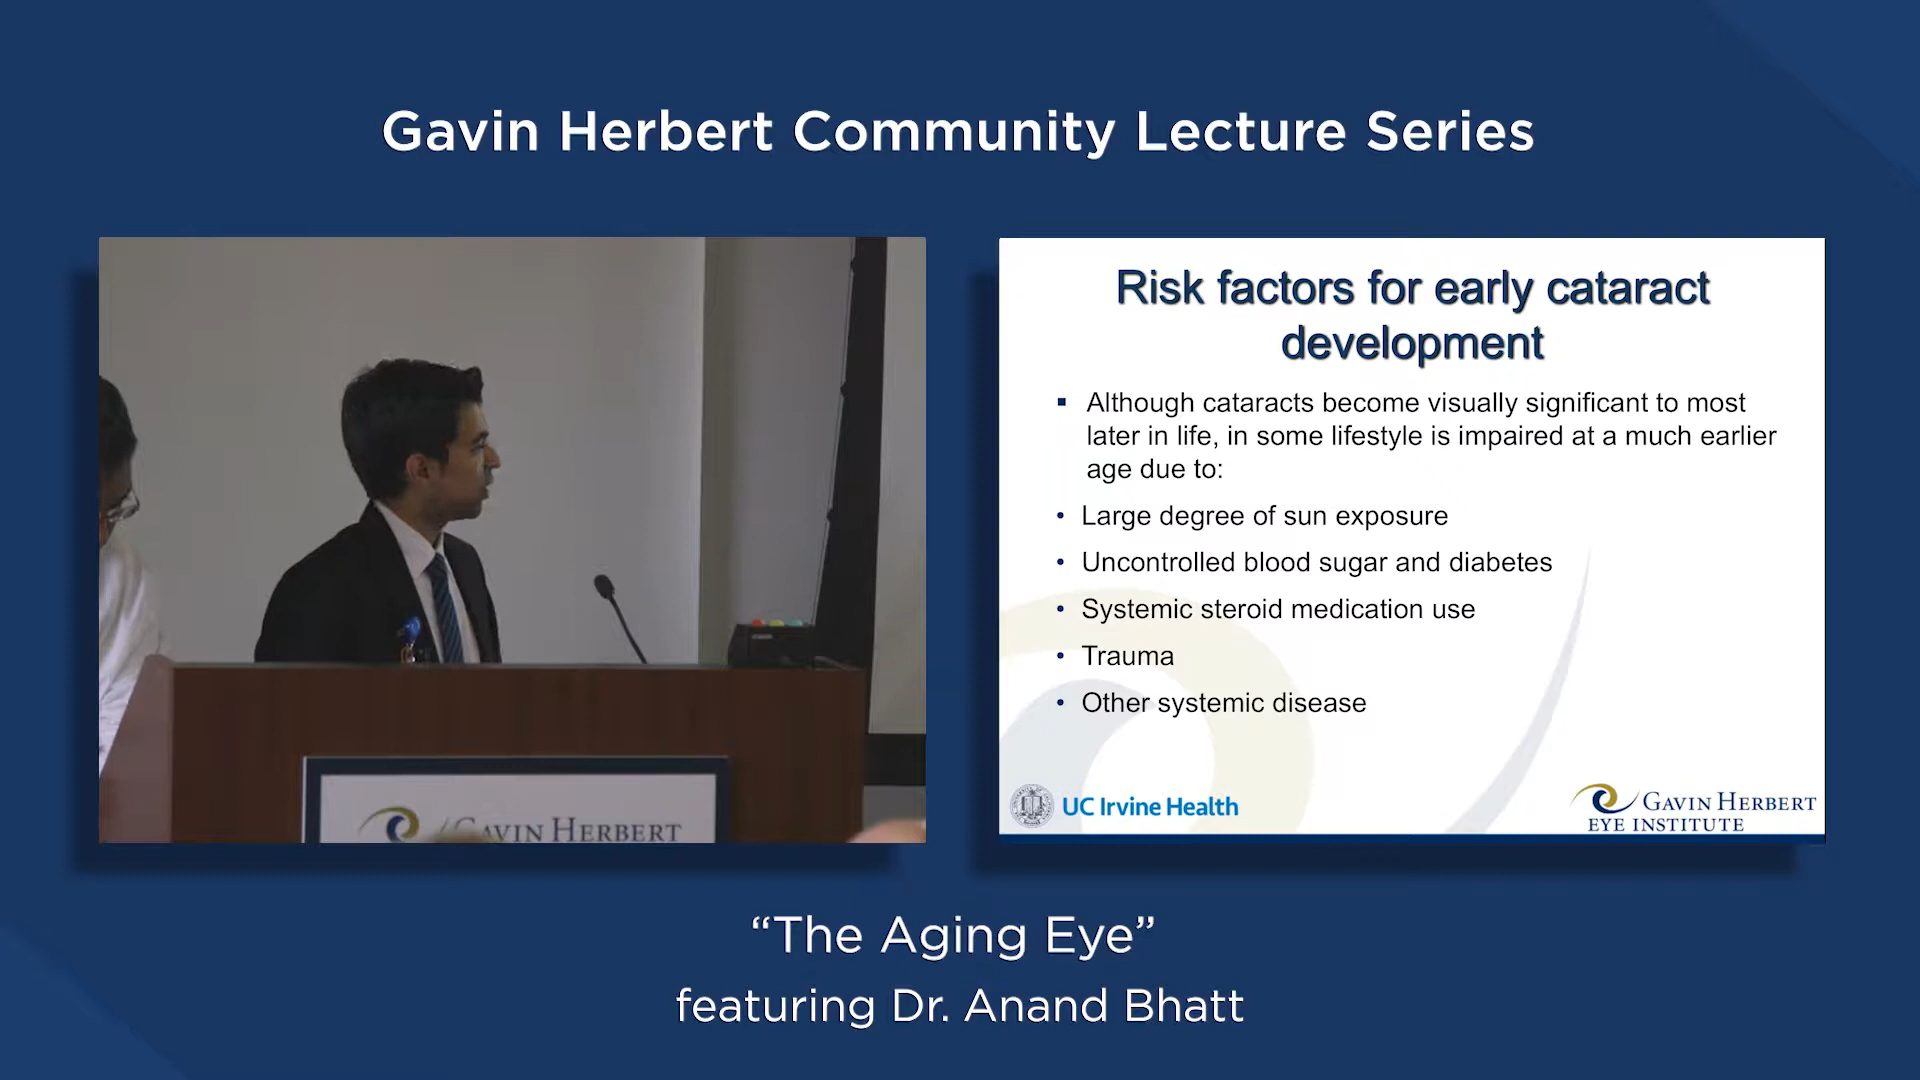 Gavin Herbert Community Lecture Series
Risk factors for early cataract
development
Although cataracts become visually significant to most
later in life, in some lifestyle is impaired at a much earlier
age due to:
Large degree of sun exposure
Uncontrolled blood sugar and diabetes
Systemic steroid medication use
Trauma
Other systemic disease
UC Irvine Health
GAVIN HERBERT
EYE INSTITUTE
GAVIN HERBERT
“The Aging Eye”
featuring Dr. Anand Bhatt